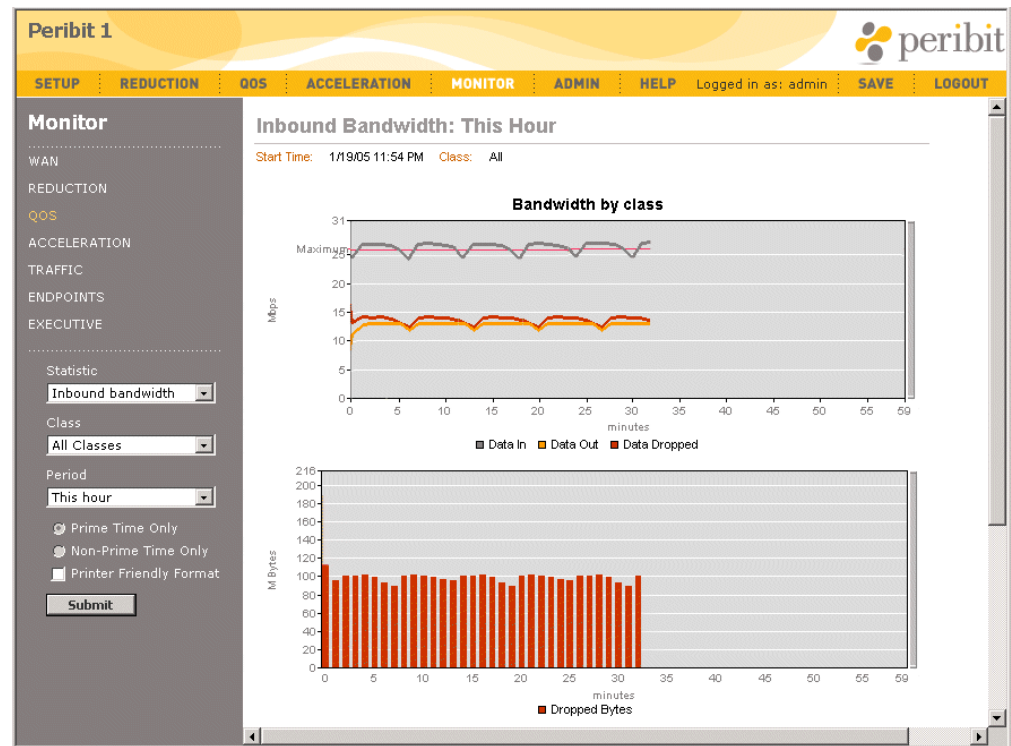 Peribit 1
peribit
SETUP REDUCTION QOS ACCELERATION MONITOR ADMIN HELP Logged in as: admin SAVE LOGOUT
Monitor
WAN
REDUCTION
QOS
ACCELERATION
TRAFFIC
ENDPOINTS
EXECUTIVE
Statistic
Inbound bandwidth
Class
All Classes
Period
This hour
Prime Time Only
Non-Prime Time Only
Printer Friendly Format
Submit
Inbound Bandwidth: This Hour
Start Time: 1/19/05 11:54 PM Class: All
Bandwidth by class
31
Maximum
25
20
15
10
5
0
Mbps
0 5 10 15 20 25 30 35 40 45 50 55 59
minutes
Data In Data Out Data Dropped
216
200
180
160
140
120
100
80
60
40
20
0
M Bytes
0 5 10 15 20 25 30 35 40 45 50 55 59
minutes
Dropped Bytes